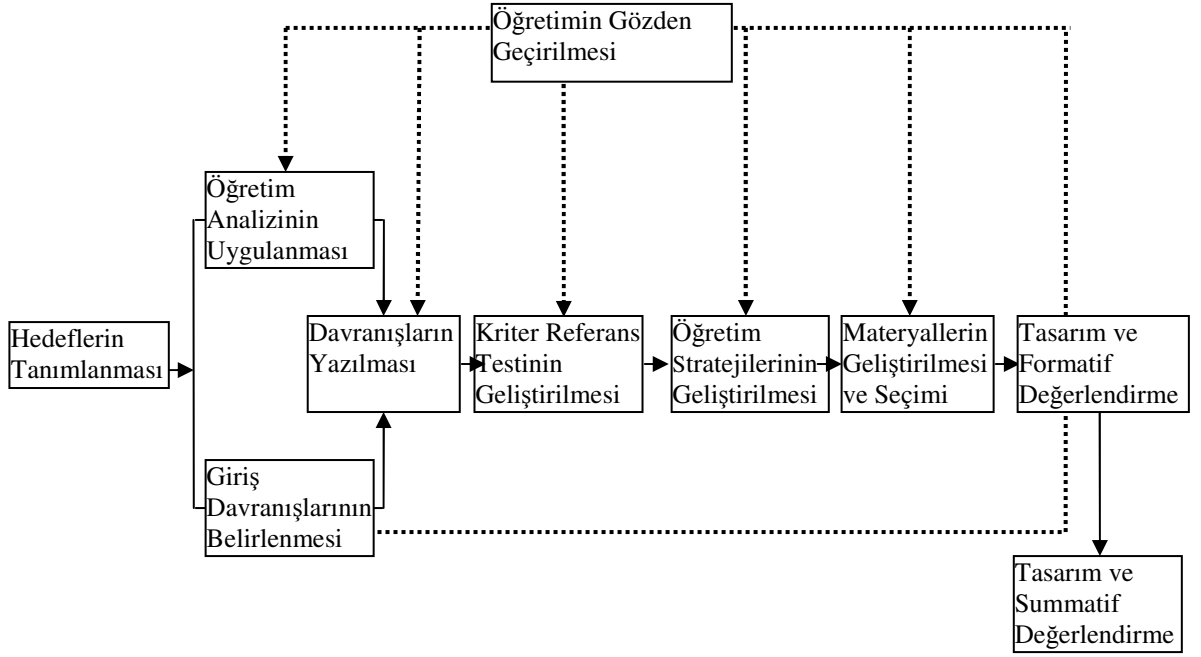 Öğretimin Gözden
Geçirilmesi
Öğretim
Analizinin
Uygulanması
Hedeflerin
Tanımlanması
Davranışların
Yazılması
Kriter Referans
Testinin
Geliştirilmesi
Öğretim
Stratejilerinin
Geliştirilmesi
Materyallerin
Geliştirilmesi
ve Seçimi
Tasarım ve
Formatif
Değerlendirme
Giriş
Davranışlarının
Belirlenmesi
Tasarım ve
Summatif
Değerlendirme